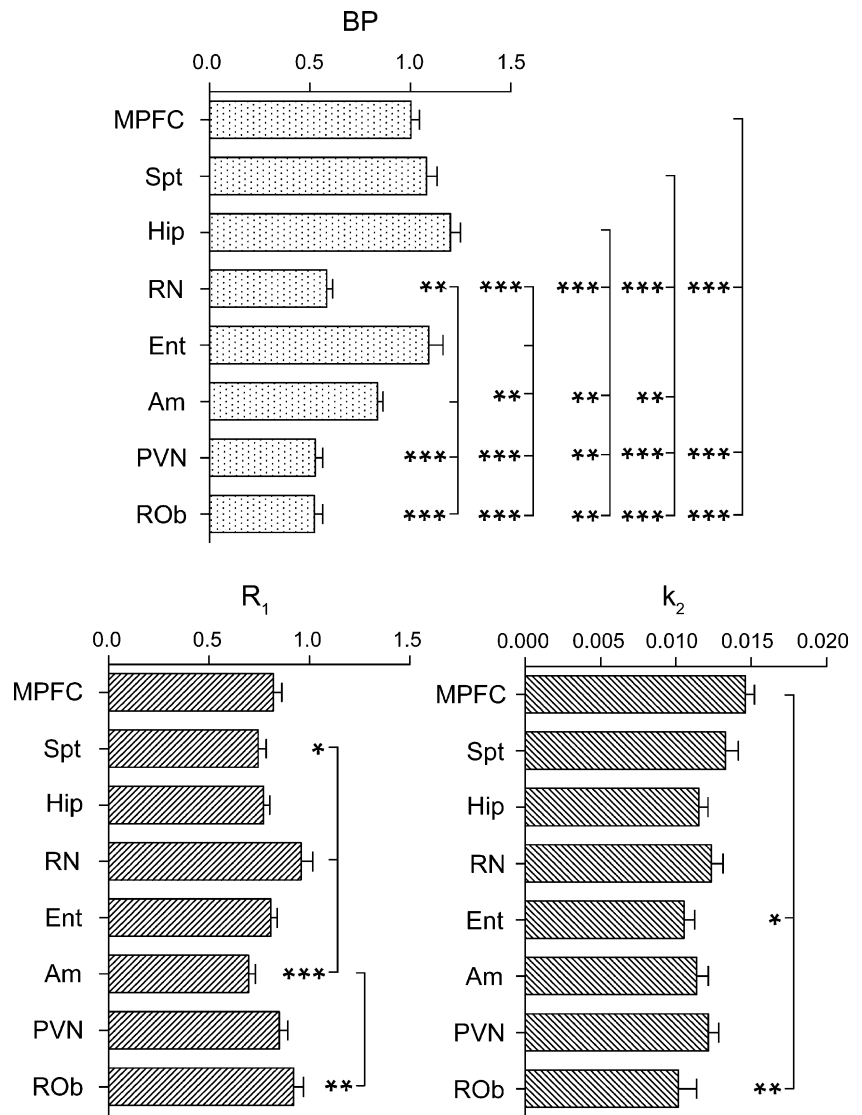 BP
0.0 0.5 1.0 1.5
MPFC
Spt
Hip
RN ** *** *** *** ***
Ent
Am ** ** **
PVN *** *** ** *** ***
ROb *** *** ** *** ***
R₁
0.0 0.5 1.0 1.5
MPFC
Spt *
Hip
RN
Ent
Am ***
PVN
ROb **
k₂
0.000 0.005 0.010 0.015 0.020
MPFC
Spt
Hip
RN
Ent *
Am
PVN
ROb **